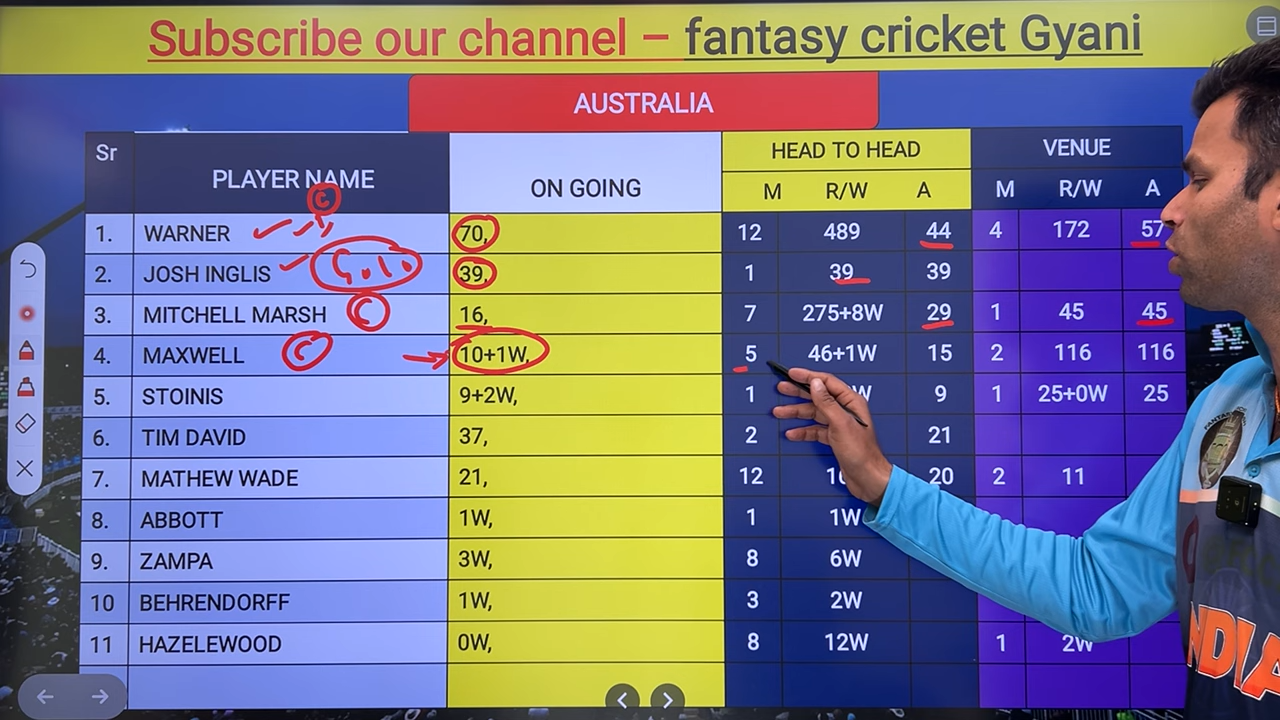 Subscribe our channel – fantasy cricket Gyani
AUSTRALIA
Sr PLAYER NAME ON GOING HEAD TO HEAD VENUE
M R/W A M R/W A
C
1. WARNER 70, 12 489 44 4 172 57
2. JOSH INGLIS 39, 1 39 39
3. MITCHELL MARSH C 16, 7 275+8W 29 1 45 45
4. MAXWELL C 10+1W, 5 46+1W 15 2 116 116
5. STOINIS 9+2W, 1 W 9 1 25+0W 25
6. TIM DAVID 37, 2 21
7. MATHEW WADE 21, 12 20 2 11
8. ABBOTT 1W, 1 1W
9. ZAMPA 3W, 8 6W
10 BEHRENDORFF 1W, 3 2W
11 HAZELEWOOD 0W, 8 12W 1 2W